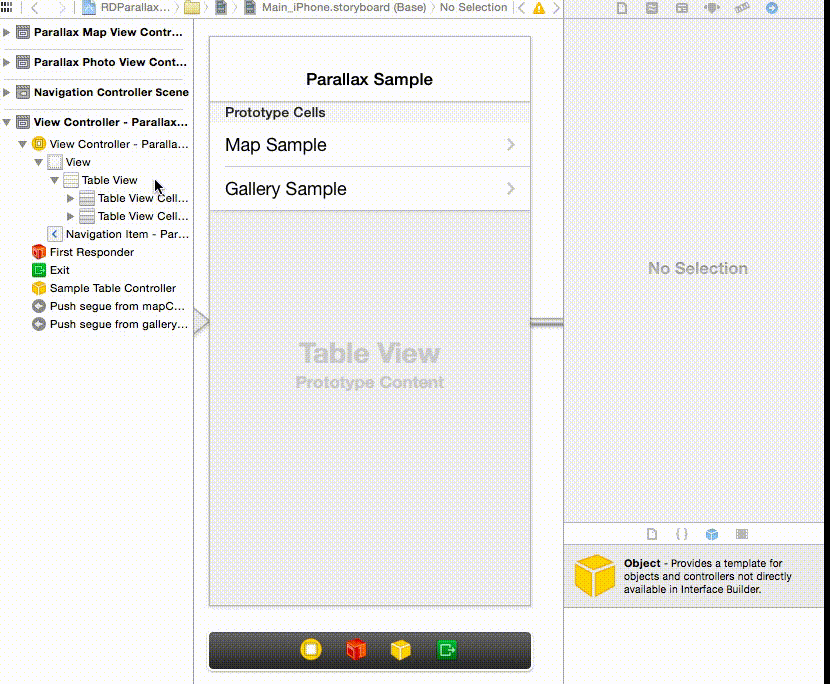 RDParallax... Main_iPhone.storyboard (Base) No Selection
Parallax Map View Contr...
Parallax Photo View Cont...
Navigation Controller Scene
View Controller - Parallax...
View Controller - Paralla...
View
Table View
Table View Cell...
Table View Cell...
Navigation Item - Par...
First Responder
Exit
Sample Table Controller
Push segue from mapC...
Push segue from gallery...
Parallax Sample
Prototype Cells
Map Sample
Gallery Sample
Table View
Prototype Content
No Selection
{ }
Object - Provides a template for
objects and controllers not directly
available in Interface Builder.